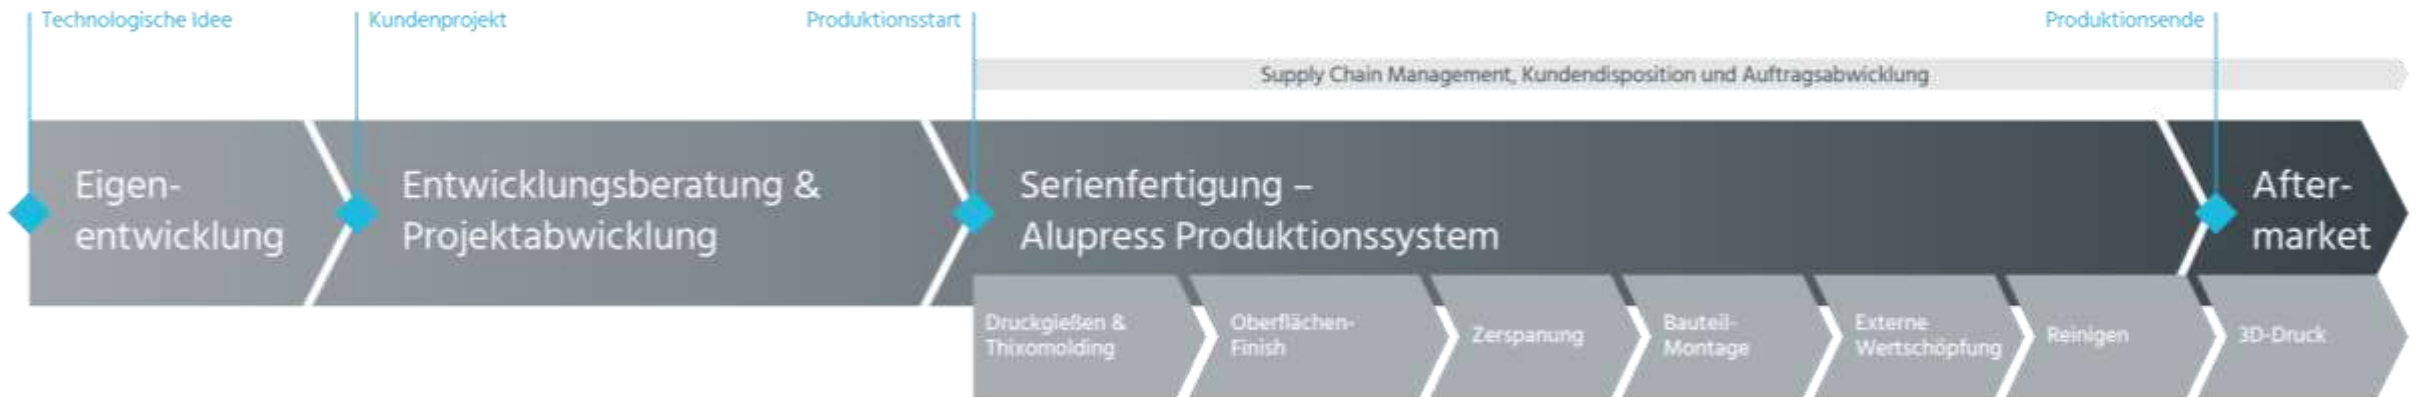 Technologische Idee
Kundenprojekt
Produktionsstart
Produktionsende
Supply Chain Management, Kundendisposition und Auftragsabwicklung
Eigen-
entwicklung
Entwicklungsberatung &
Projektabwicklung
Serienfertigung –
Alupress Produktionssystem
After-
market
Druckgießen &
Thixomolding
Oberflächen-
Finish
Zerspanung
Bauteil-
Montage
Externe
Wertschöpfung
Reinigen
3D-Druck